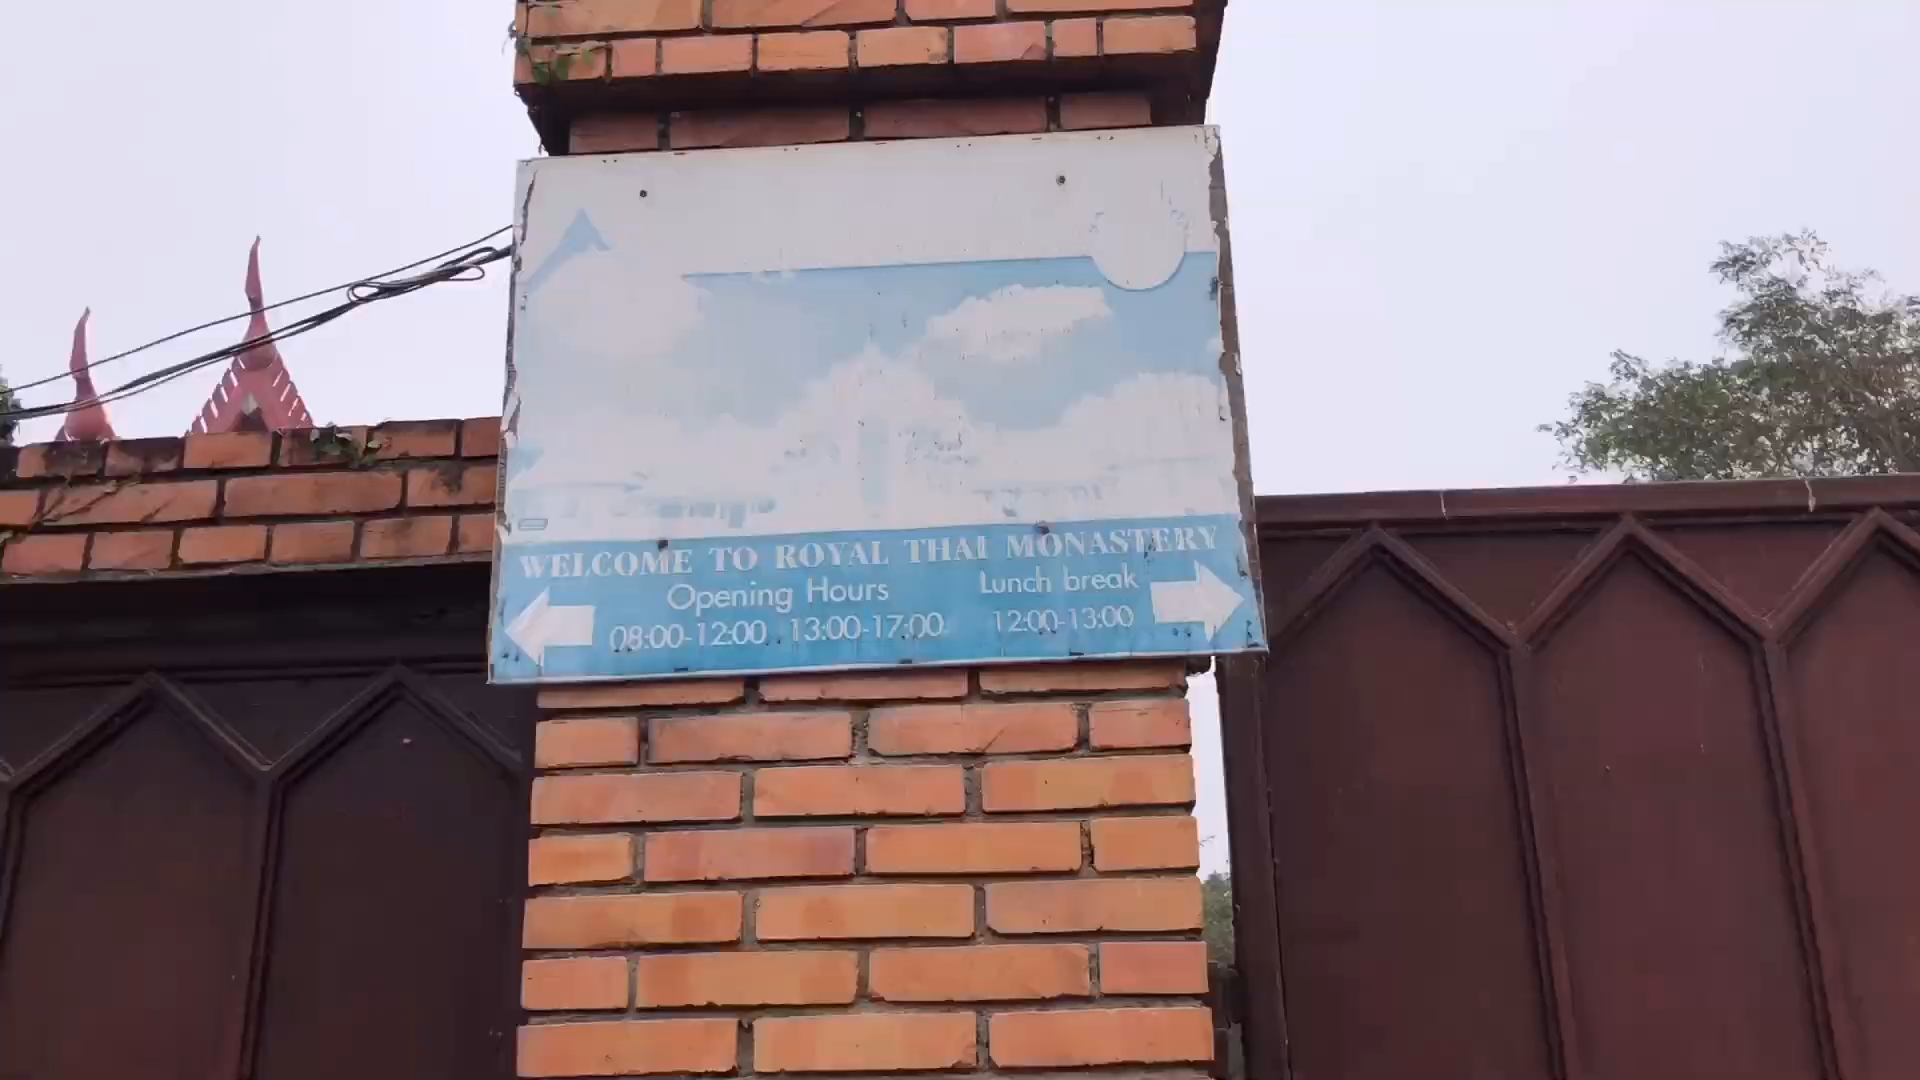 WELCOME TO ROYAL THAI MONASTERY
Opening Hours Lunch break
08:00-12:00, 13:00-17:00 12:00-13:00